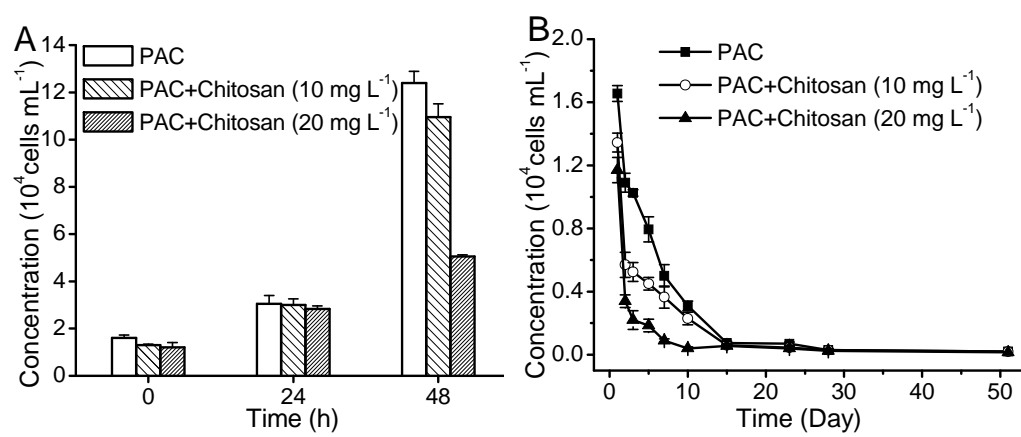 A
PAC
PAC+Chitosan (10 mg L⁻¹)
PAC+Chitosan (20 mg L⁻¹)
Concentration (10⁴cells mL⁻¹)
14
12
10
8
6
4
2
0
0
24
48
Time (h)
B
PAC
PAC+Chitosan (10 mg L⁻¹)
PAC+Chitosan (20 mg L⁻¹)
Concentration (10⁴cells mL⁻¹)
2.0
1.6
1.2
0.8
0.4
0.0
0
10
20
30
40
50
Time (Day)